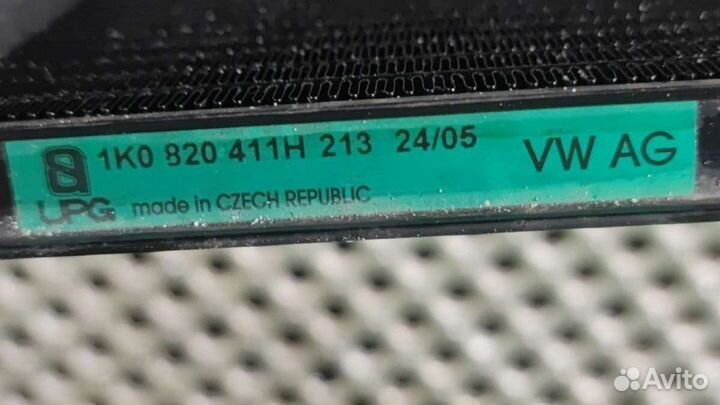 1K0 820 411H 213 24/05 VW AG
UPG made in CZECH REPUBLIC
Avito